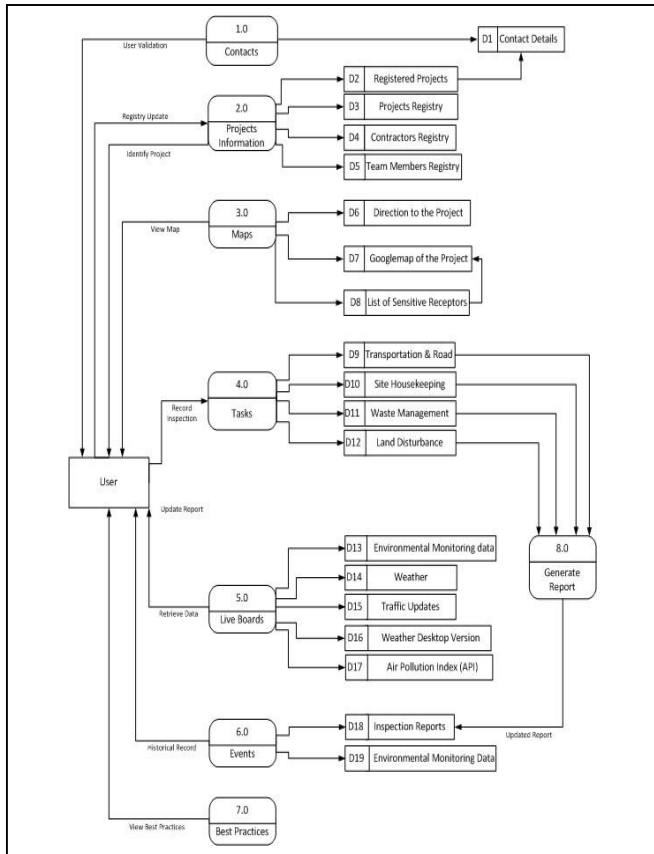 1.0
Contacts
User Validation
D1 Contact Details
2.0
Projects
Information
Registry Update
Identify Project
D2 Registered Projects
D3 Projects Registry
D4 Contractors Registry
D5 Team Members Registry
3.0
Maps
View Map
D6 Direction to the Project
D7 Googlemap of the Project
D8 List of Sensitive Receptors
4.0
Tasks
Record
Inspection
D9 Transportation & Road
D10 Site Housekeeping
D11 Waste Management
D12 Land Disturbance
User
Update Report
8.0
Generate
Report
5.0
Live Boards
Retrieve Data
D13 Environmental Monitoring data
D14 Weather
D15 Traffic Updates
D16 Weather Desktop Version
D17 Air Pollution Index (API)
6.0
Events
Historical Record
D18 Inspection Reports
D19 Environmental Monitoring Data
Updated Report
7.0
Best Practices
View Best Practices